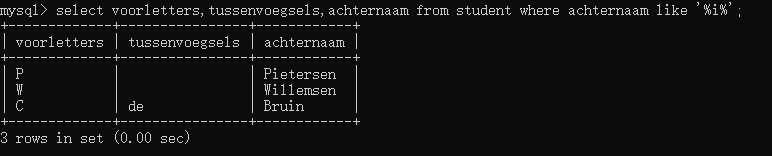 mysql> select voorletters,tussenvoegsels,achternaam from student where achternaam like '%i%';
+-------------+----------------+------------+
| voorletters | tussenvoegsels | achternaam |
+-------------+----------------+------------+
| P           |                | Pietersen  |
| W           |                | Willemsen  |
| C           | de             | Bruin      |
+-------------+----------------+------------+
3 rows in set (0.00 sec)